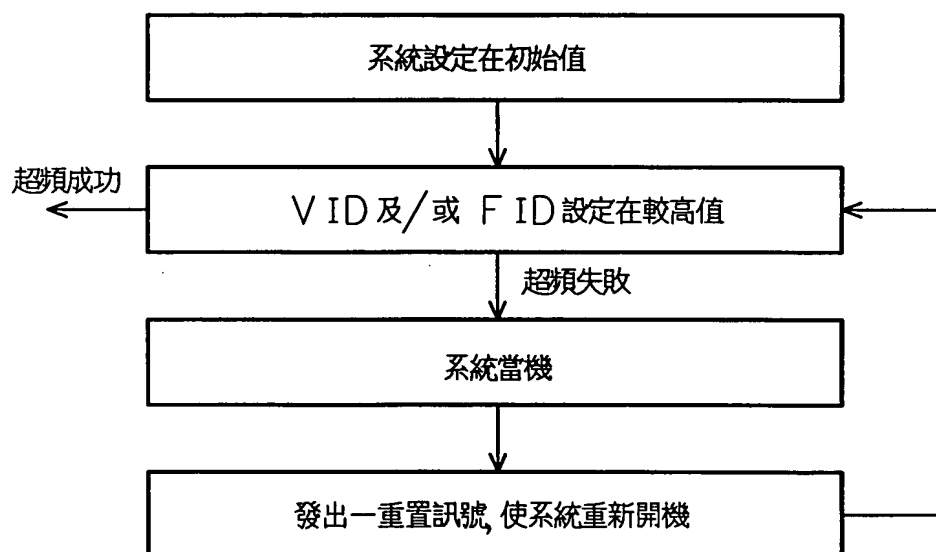 系統設定在初始值
超頻成功
VID及/或 FID設定在較高值
超頻失敗
系統當機
發出一重置訊號, 使系統重新開機